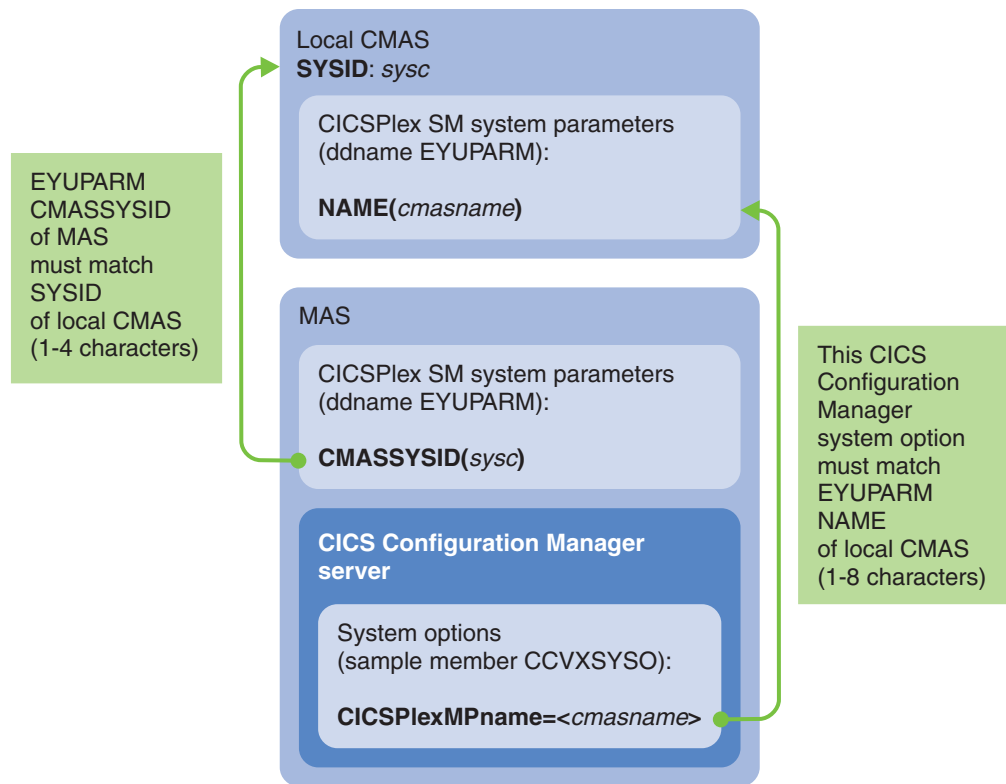 Local CMAS
SYSID: sysc
CICSPlex SM system parameters
(ddname EYUPARM):
NAME(cmasname)
EYUPARM
CMASSYSID
of MAS
must match
SYSID
of local CMAS
(1-4 characters)
MAS
CICSPlex SM system parameters
(ddname EYUPARM):
CMASSYSID(sysc)
CICS Configuration Manager
server
System options
(sample member CCVXSYSO):
CICSPlexMPname=<cmasname>
This CICS
Configuration
Manager
system option
must match
EYUPARM
NAME
of local CMAS
(1-8 characters)